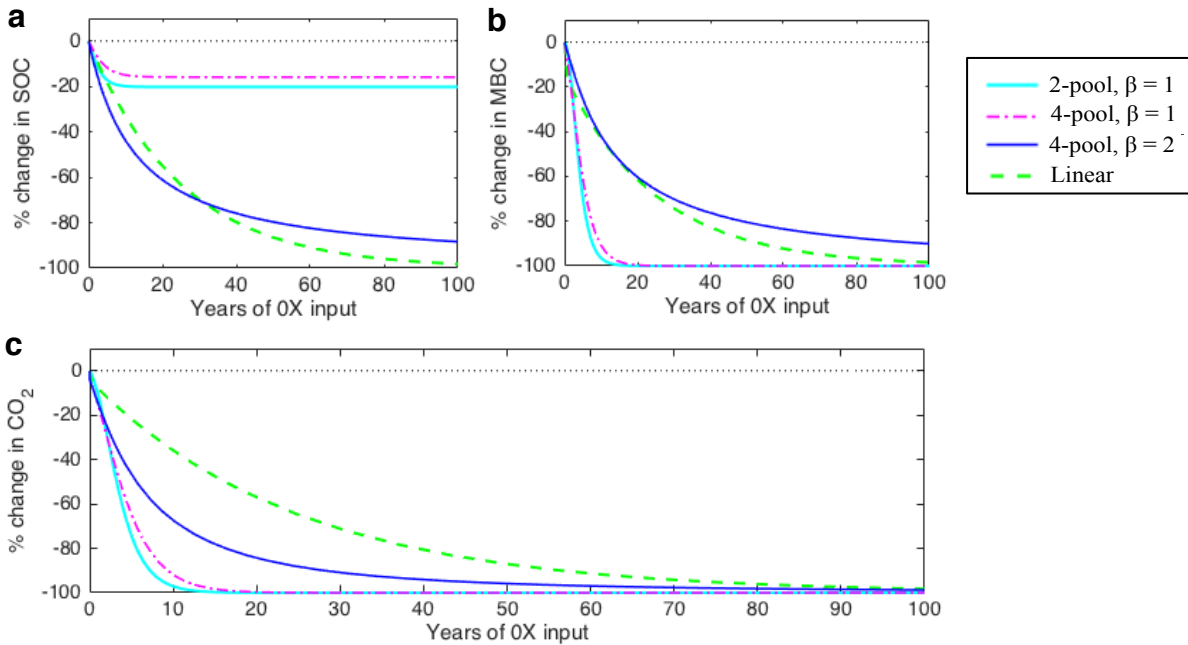 a
0
-20
-40
-60
-80
-100
% change in SOC
0 20 40 60 80 100
Years of 0X input
b
0
-20
-40
-60
-80
-100
% change in MBC
0 20 40 60 80 100
Years of 0X input
2-pool, β = 1
4-pool, β = 1
4-pool, β = 2
Linear
c
0
-20
-40
-60
-80
-100
% change in CO₂
0 10 20 30 40 50 60 70 80 90 100
Years of 0X input